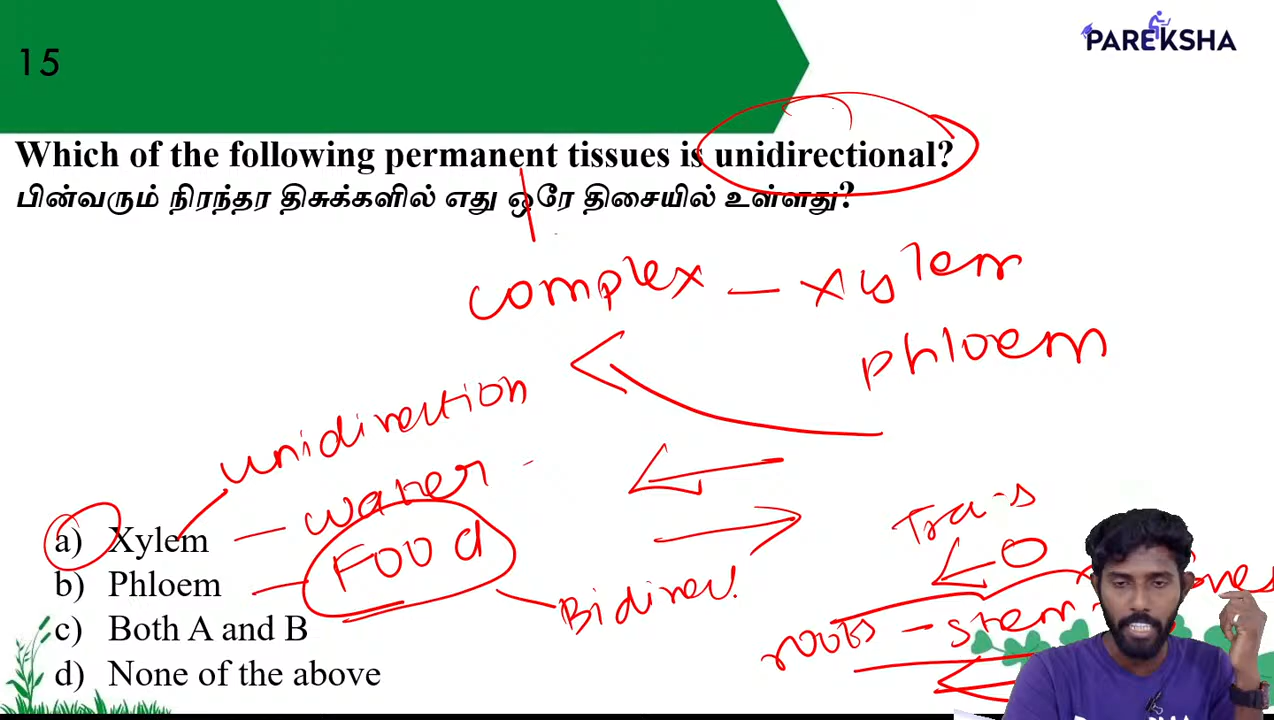 PAREKSHA
15
Which of the following permanent tissues is unidirectional?
பின்வரும் நிரந்தர திசுக்களில் எது ஒரே திசையில் உள்ளது?
complex - xylem
phloem
unidirection
a) Xylem - water
b) Phloem - Food
Bidirec
c) Both A and B
roots - stem -
d) None of the above